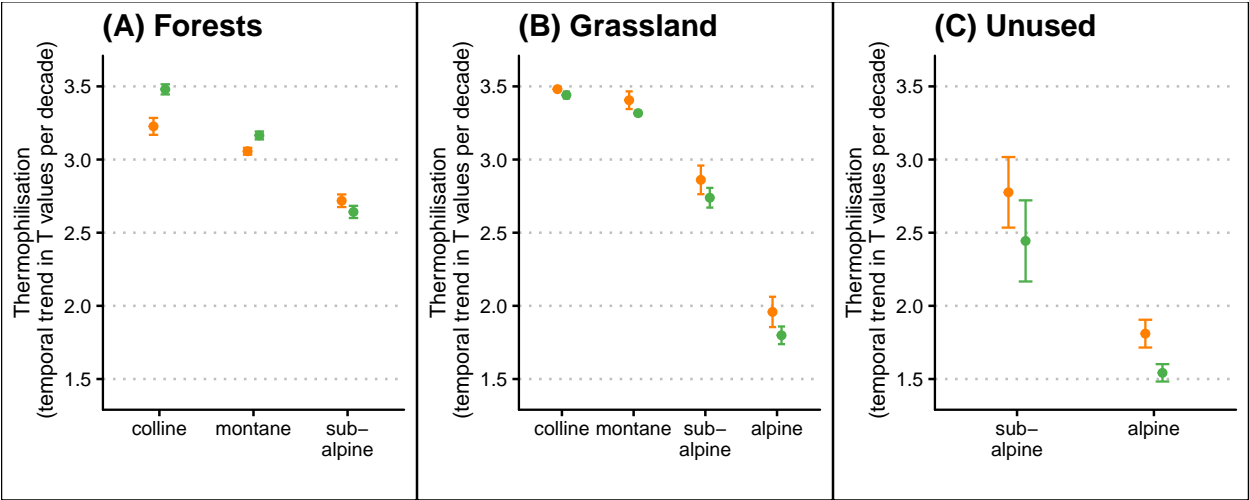 (A) Forests
Thermophilisation
(temporal trend in T values per decade)
3.5
3.0
2.5
2.0
1.5
colline
montane
sub−
alpine
(B) Grassland
Thermophilisation
(temporal trend in T values per decade)
3.5
3.0
2.5
2.0
1.5
colline
montane
sub−
alpine
alpine
(C) Unused
Thermophilisation
(temporal trend in T values per decade)
3.5
3.0
2.5
2.0
1.5
sub−
alpine
alpine